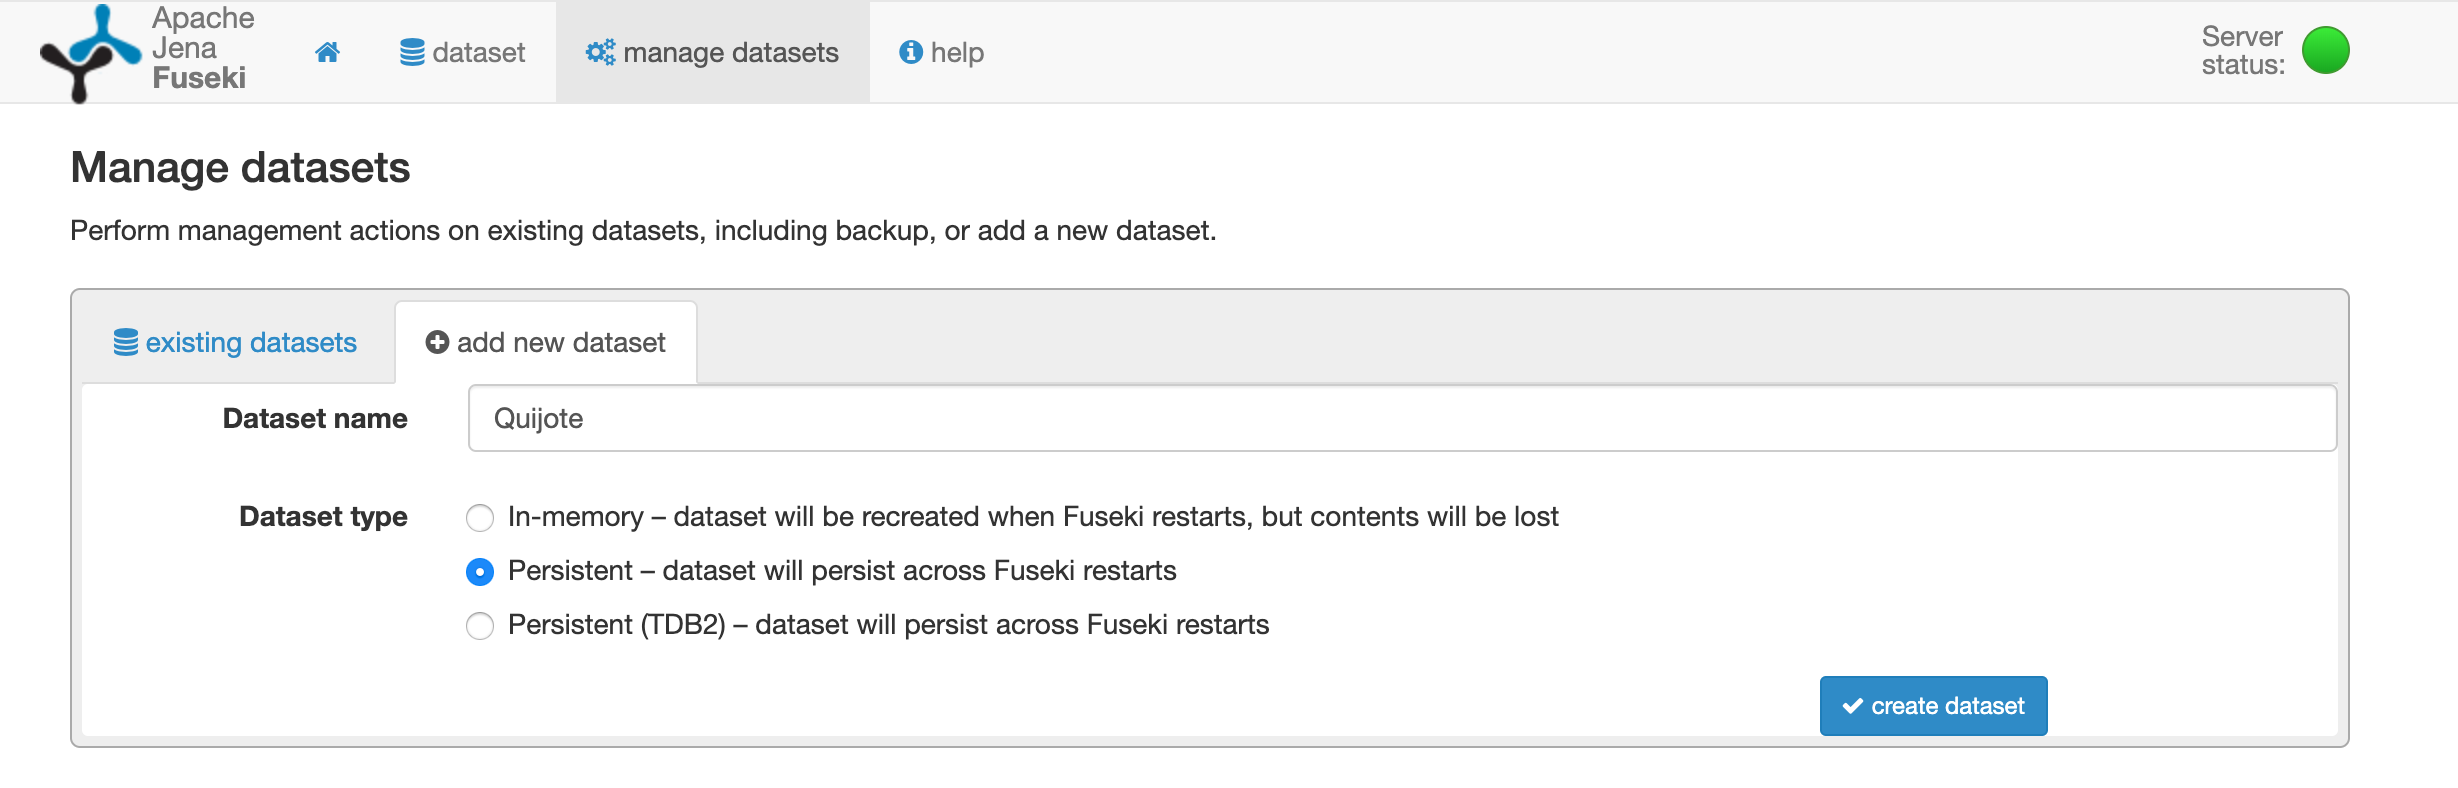 Apache
Jena
Fuseki
dataset
manage datasets
help
Server
status:
Manage datasets
Perform management actions on existing datasets, including backup, or add a new dataset.
existing datasets
add new dataset
Dataset name
Quijote
Dataset type
In-memory – dataset will be recreated when Fuseki restarts, but contents will be lost
Persistent – dataset will persist across Fuseki restarts
Persistent (TDB2) – dataset will persist across Fuseki restarts
create dataset